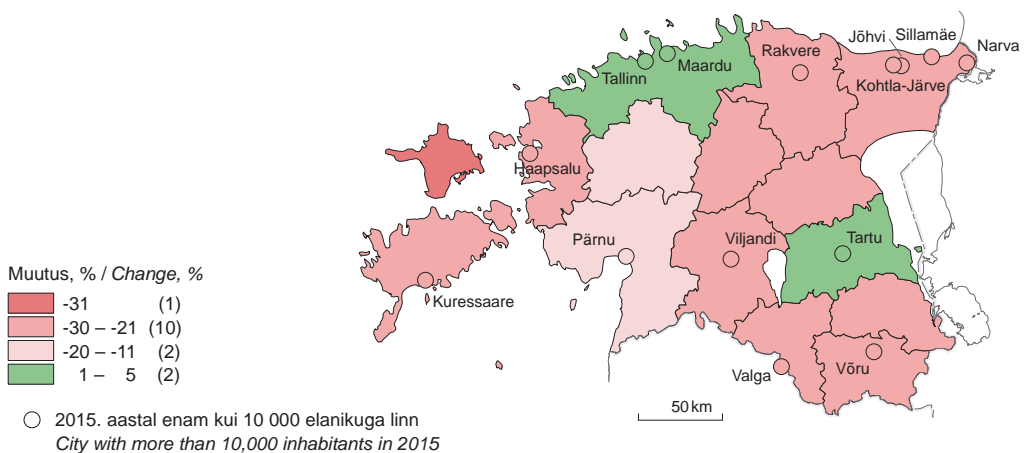 Jõhvi Sillamäe
Narva
Rakvere
Tallinn
Maardu
Kohtla-Järve
Haapsalu
Pärnu
Viljandi
Tartu
Kuressaare
Valga
Võru
50 km
Muutus, % / Change, %
-31 (1)
-30 – -21 (10)
-20 – -11 (2)
1 – 5 (2)
2015. aastal enam kui 10 000 elanikuga linn
City with more than 10,000 inhabitants in 2015